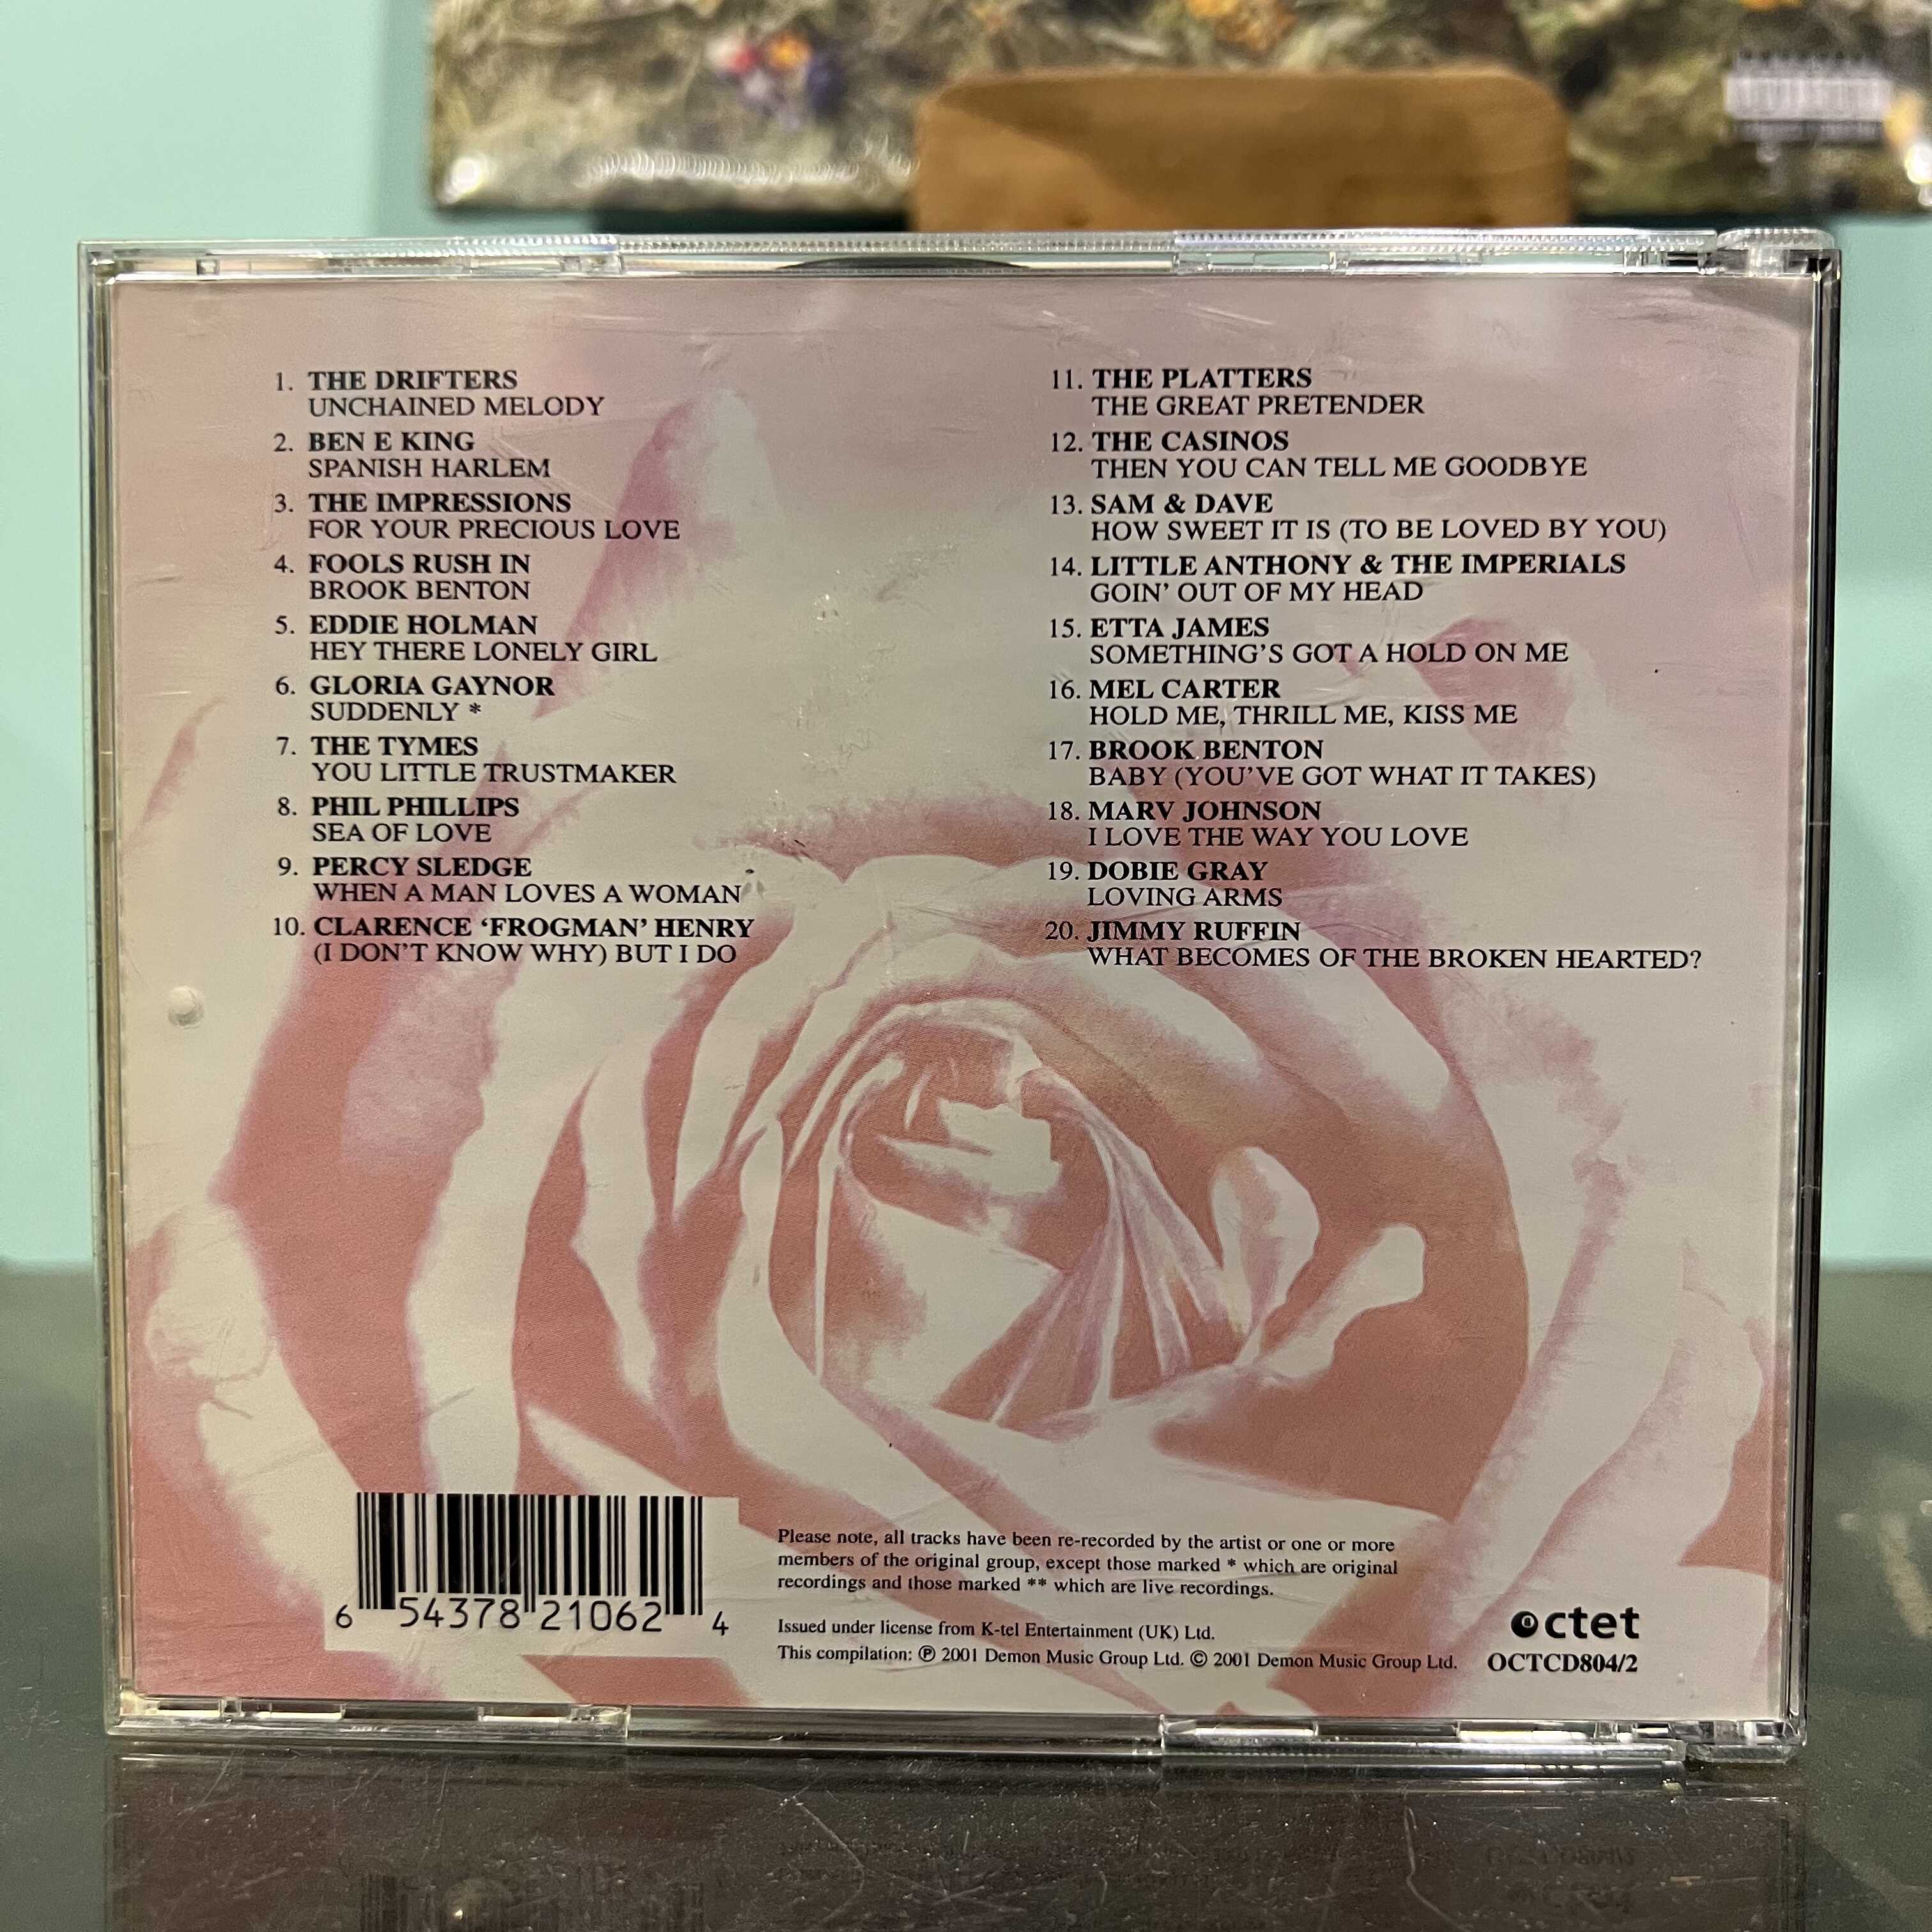 1. THE DRIFTERS
UNCHAINED MELODY
2. BEN E KING
SPANISH HARLEM
3. THE IMPRESSIONS
FOR YOUR PRECIOUS LOVE
4. FOOLS RUSH IN
BROOK BENTON
5. EDDIE HOLMAN
HEY THERE LONELY GIRL
6. GLORIA GAYNOR
SUDDENLY *
7. THE TYMES
YOU LITTLE TRUSTMAKER
8. PHIL PHILLIPS
SEA OF LOVE
9. PERCY SLEDGE
WHEN A MAN LOVES A WOMAN
10. CLARENCE ‘FROGMAN’ HENRY
(I DON’T KNOW WHY) BUT I DO
11. THE PLATTERS
THE GREAT PRETENDER
12. THE CASINOS
THEN YOU CAN TELL ME GOODBYE
13. SAM & DAVE
HOW SWEET IT IS (TO BE LOVED BY YOU)
14. LITTLE ANTHONY & THE IMPERIALS
GOIN’ OUT OF MY HEAD
15. ETTA JAMES
SOMETHING’S GOT A HOLD ON ME
16. MEL CARTER
HOLD ME, THRILL ME, KISS ME
17. BROOK BENTON
BABY (YOU’VE GOT WHAT IT TAKES)
18. MARV JOHNSON
I LOVE THE WAY YOU LOVE
19. DOBIE GRAY
LOVING ARMS
20. JIMMY RUFFIN
WHAT BECOMES OF THE BROKEN HEARTED?
6 54378 21062 4
Please note, all tracks have been re-recorded by the artist or one or more
members of the original group, except those marked * which are original
recordings and those marked ** which are live recordings.
Issued under license from K-tel Entertainment (UK) Ltd.
This compilation: ℗ 2001 Demon Music Group Ltd. © 2001 Demon Music Group Ltd.
octet
OCTCD804/2